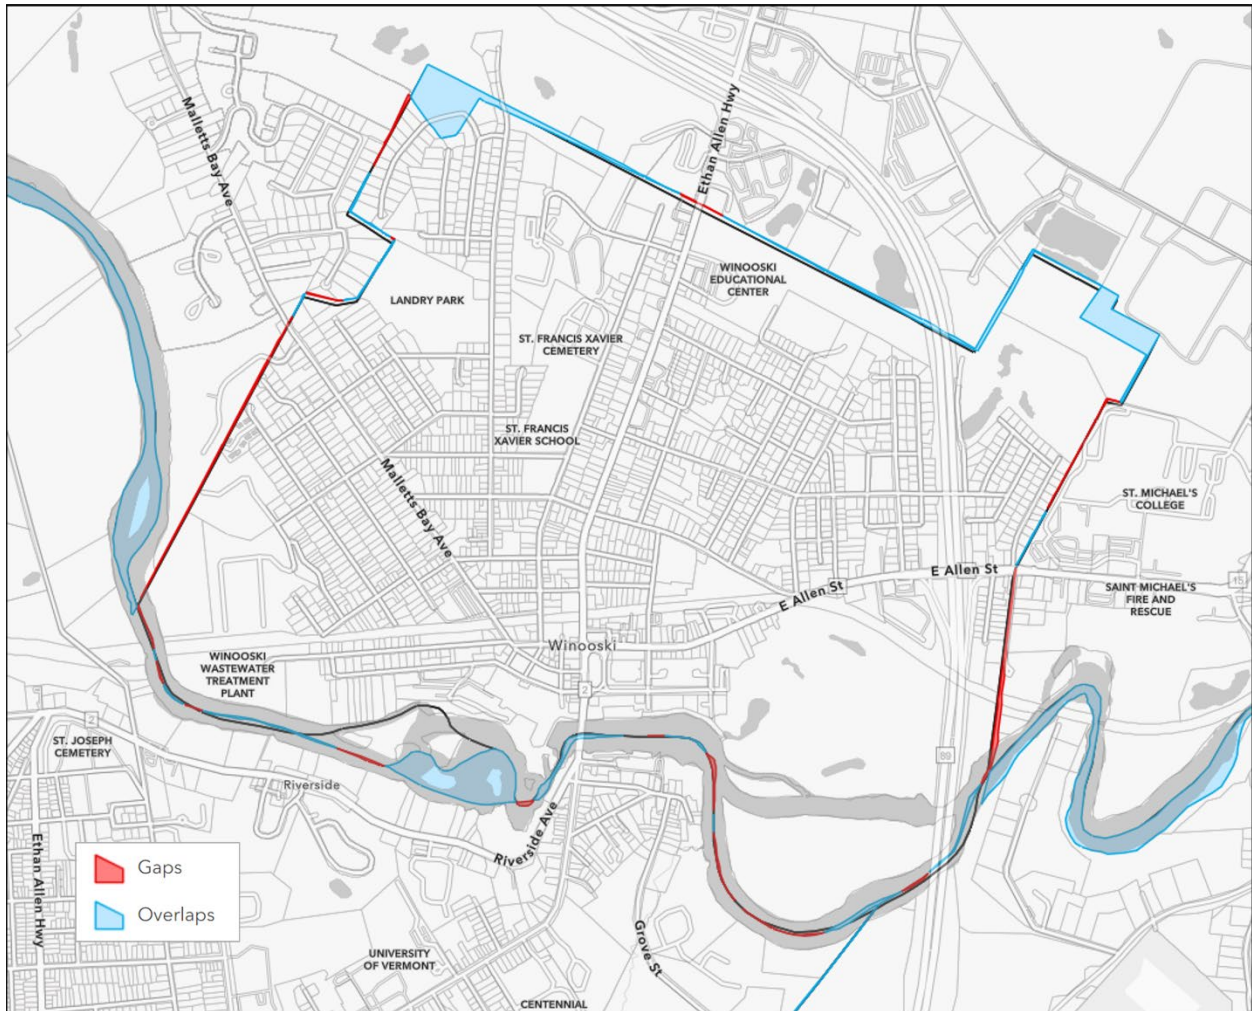 Malletts Bay Ave
Ethan Allen Hwy
WINOOSKI
EDUCATIONAL
CENTER
LANDRY PARK
ST. FRANCIS XAVIER
CEMETERY
ST. FRANCIS
XAVIER SCHOOL
Malletts Bay Ave
ST. MICHAEL'S
COLLEGE
E Allen St
E Allen St
15
SAINT MICHAEL'S
FIRE AND
RESCUE
Winooski
WINOOSKI
WASTEWATER
TREATMENT
PLANT
2
2
ST. JOSEPH
CEMETERY
89
Riverside
Riverside Ave
Ethan Allen Hwy
Gaps
Overlaps
Grove St
UNIVERSITY
OF VERMONT
CENTENNIAL